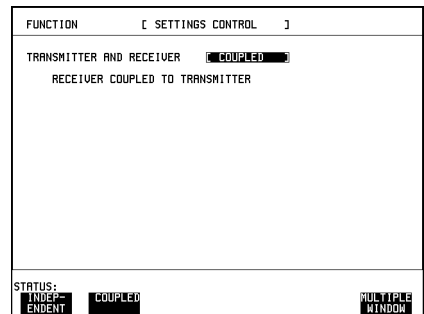 FUNCTION [ SETTINGS CONTROL ]
TRANSMITTER AND RECEIVER [ COUPLED ]
RECEIVER COUPLED TO TRANSMITTER
STATUS:
INDEP-
ENDENT
COUPLED
MULTIPLE
WINDOW